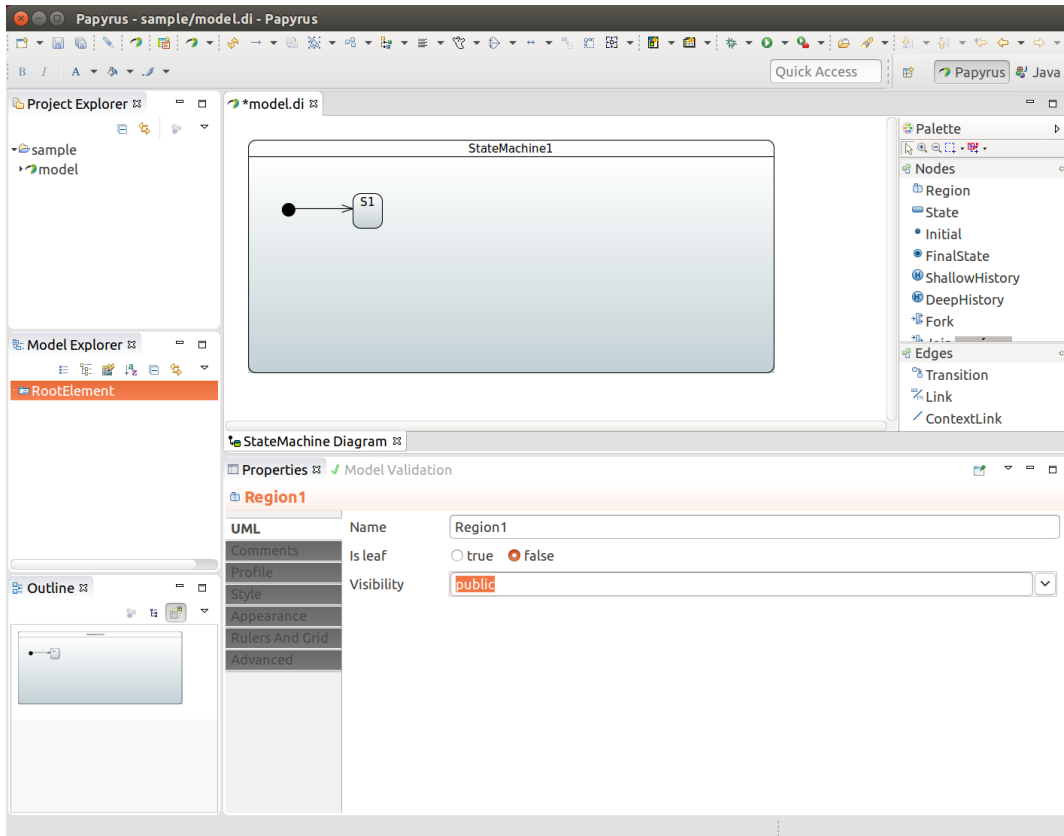 Papyrus - sample/model.di - Papyrus
B I A
Quick Access
Papyrus
Java
Project Explorer
sample
model
*model.di
StateMachine1
S1
Palette
Nodes
Region
State
Initial
FinalState
ShallowHistory
DeepHistory
Fork
Edges
Transition
Link
ContextLink
Model Explorer
RootElement
StateMachine Diagram
Properties
Model Validation
Region1
UML
Comments
Profile
Style
Appearance
Rulers And Grid
Advanced
Name
Region1
Is leaf
true
false
Visibility
public
Outline